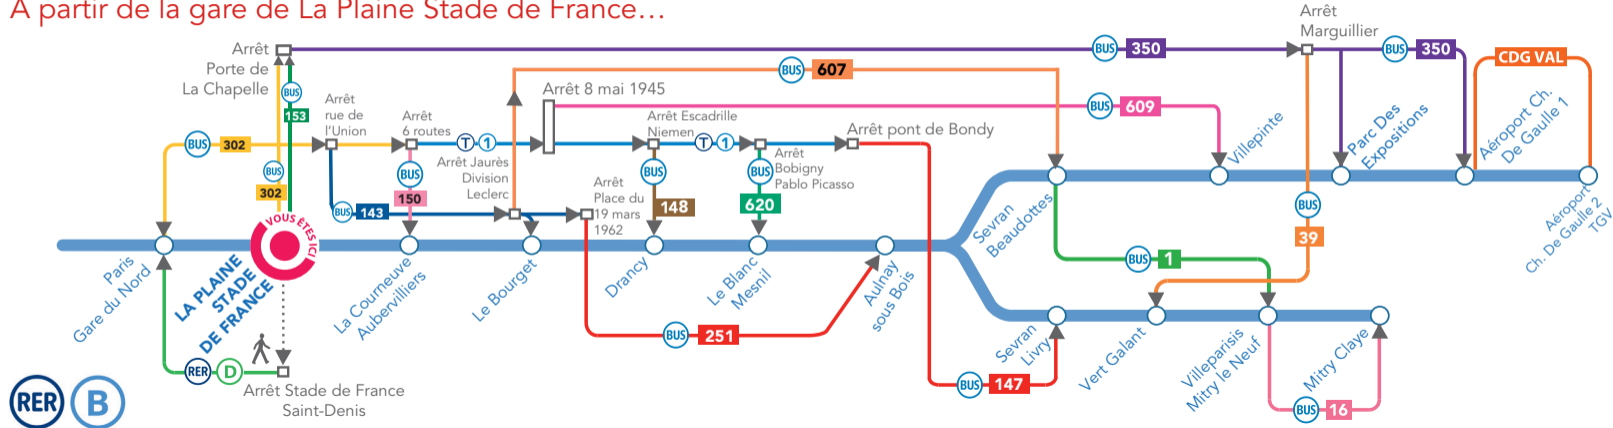 A partir de la gare de La Plaine Stade de France…
Arrêt
Porte de
La Chapelle
BUS 350
Arrêt
Marguillier
BUS 350
CDG VAL
BUS 607
BUS
153
Arrêt
rue de
l'Union
Arrêt
6 routes
Arrêt 8 mai 1945
BUS 609
BUS 302
T 1
Arrêt Escadrille
Niemen
T 1
Arrêt pont de Bondy
BUS
302
BUS
150
Arrêt Jaurès
Division
Leclerc
BUS 143
Arrêt
Place du
19 mars
1962
BUS
148
BUS
620
Arrêt
Bobigny
Pablo Picasso
VOUS ÊTES ICI
Paris
Gare du Nord
LA PLAINE
STADE
DE FRANCE
La Courneuve
Aubervilliers
Le Bourget
Drancy
Le Blanc
Mesnil
Aulnay
sous Bois
Sevran
Beaudottes
Villepinte
Parc Des
Expositions
Aéroport Ch.
De Gaulle 1
Aéroport
Ch. De Gaulle 2
TGV
BUS
39
BUS 1
BUS 251
BUS 147
Sevran
Livry
Vert Galant
Villeparisis
Mitry le Neuf
Mitry Claye
BUS 16
RER D
Arrêt Stade de France
Saint-Denis
RER B